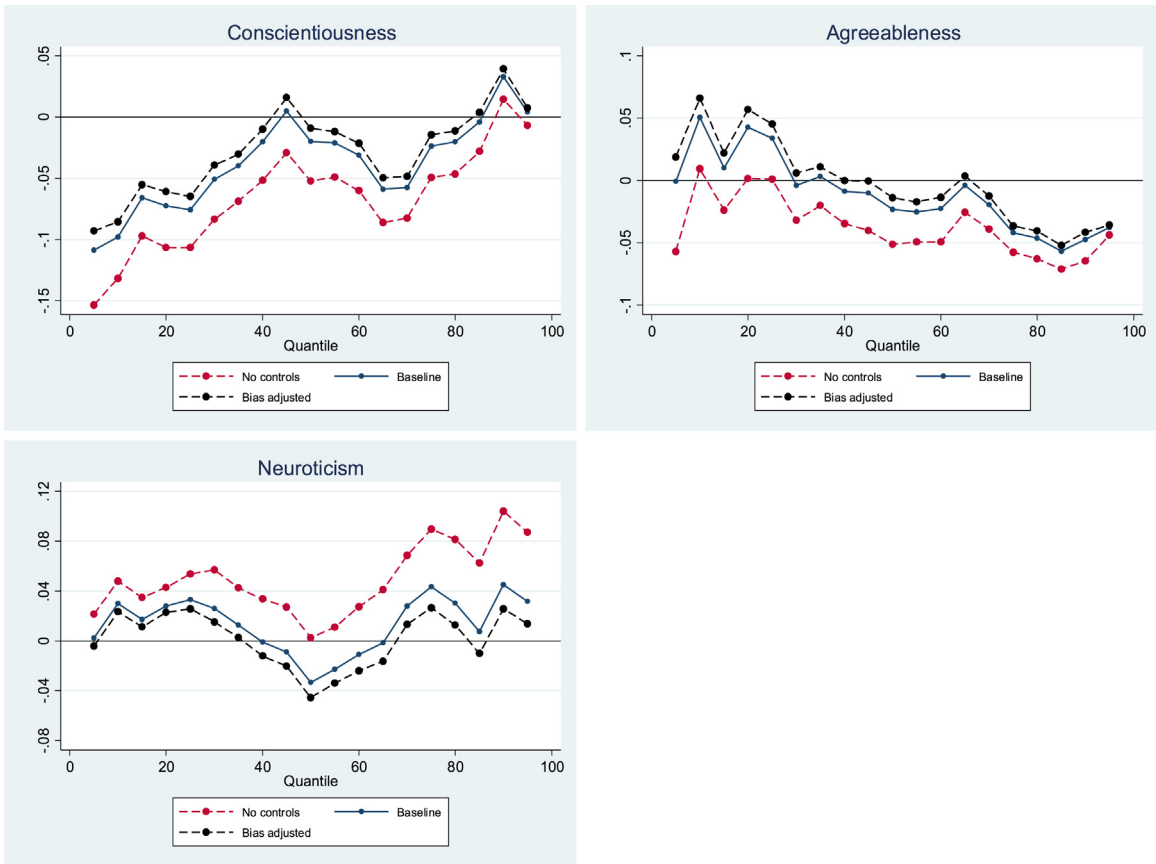 Conscientiousness
.05
0
-.05
-.1
-.15
0 20 40 60 80 100
Quantile
No controls Baseline
Bias adjusted
Agreeableness
.1
.05
0
-.05
-.1
0 20 40 60 80 100
Quantile
No controls Baseline
Bias adjusted
Neuroticism
.12
.08
.04
0
-.04
-.08
0 20 40 60 80 100
Quantile
No controls Baseline
Bias adjusted